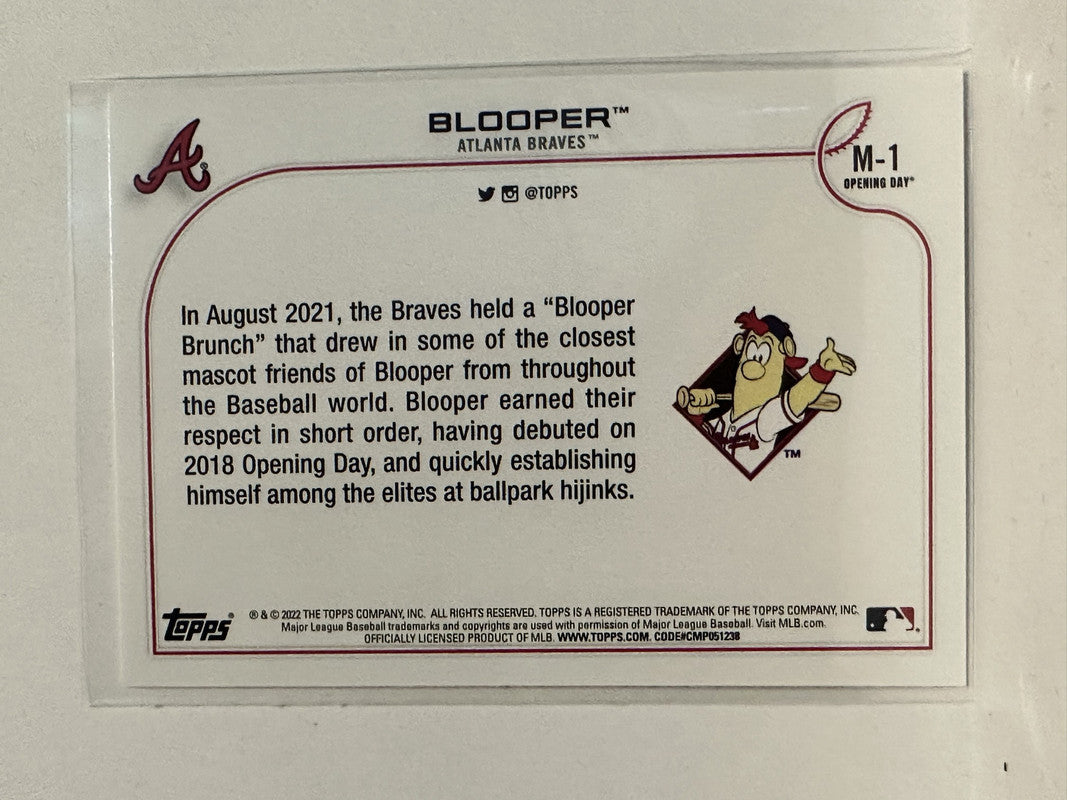 BLOOPER™
ATLANTA BRAVES™
A®
M-1
OPENING DAY®
@TOPPS
In August 2021, the Braves held a “Blooper
Brunch” that drew in some of the closest
mascot friends of Blooper from throughout
the Baseball world. Blooper earned their
respect in short order, having debuted on
2018 Opening Day, and quickly establishing
himself among the elites at ballpark hijinks.
TM
topps®
® & © 2022 THE TOPPS COMPANY, INC. ALL RIGHTS RESERVED. TOPPS IS A REGISTERED TRADEMARK OF THE TOPPS COMPANY, INC.
Major League Baseball trademarks and copyrights are used with permission of Major League Baseball. Visit MLB.com.
OFFICIALLY LICENSED PRODUCT OF MLB. WWW.TOPPS.COM. CODE#CMP051238